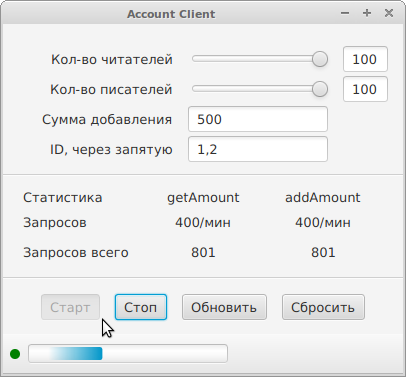 Account Client
Кол-во читателей 100
Кол-во писателей 100
Сумма добавления 500
ID, через запятую 1,2
Статистика getAmount addAmount
Запросов 400/мин 400/мин
Запросов всего 801 801
Старт Стоп Обновить Сбросить